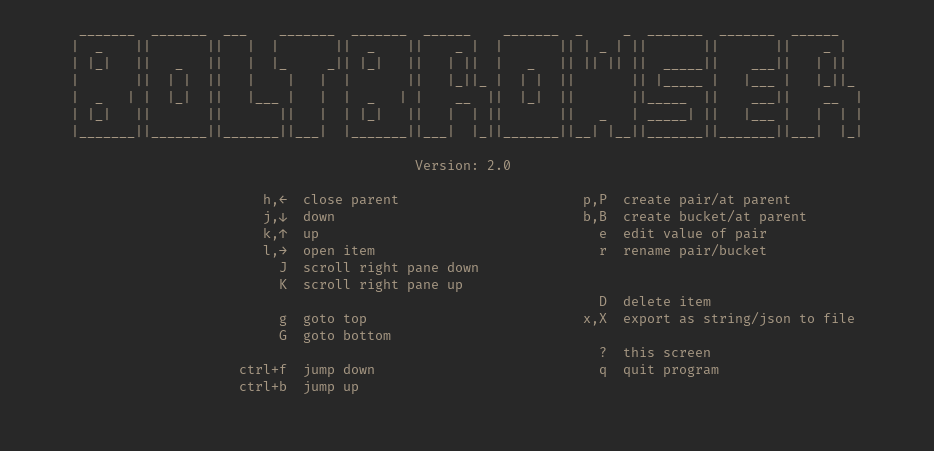 BOLTBROWSER
Version: 2.0
h,← close parent
j,↓ down
k,↑ up
l,→ open item
J scroll right pane down
K scroll right pane up
g goto top
G goto bottom
ctrl+f jump down
ctrl+b jump up
p,P create pair/at parent
b,B create bucket/at parent
e edit value of pair
r rename pair/bucket
D delete item
x,X export as string/json to file
? this screen
q quit program